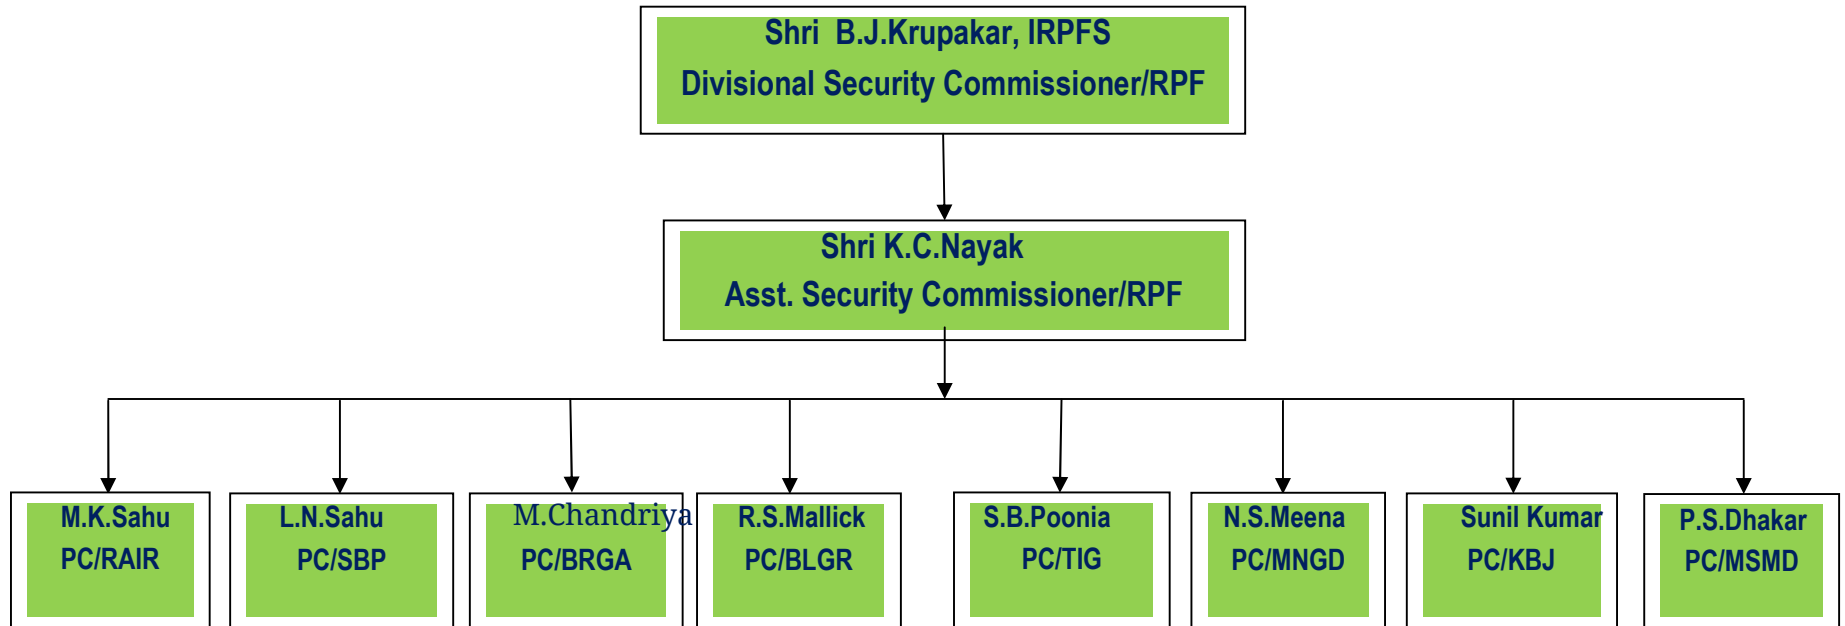 Shri B.J.Krupakar, IRPFS
Divisional Security Commissioner/RPF
Shri K.C.Nayak
Asst. Security Commissioner/RPF
M.K.Sahu
PC/RAIR
L.N.Sahu
PC/SBP
M.Chandriya
PC/BRGA
R.S.Mallick
PC/BLGR
S.B.Poonia
PC/TIG
N.S.Meena
PC/MNGD
Sunil Kumar
PC/KBJ
P.S.Dhakar
PC/MSMD